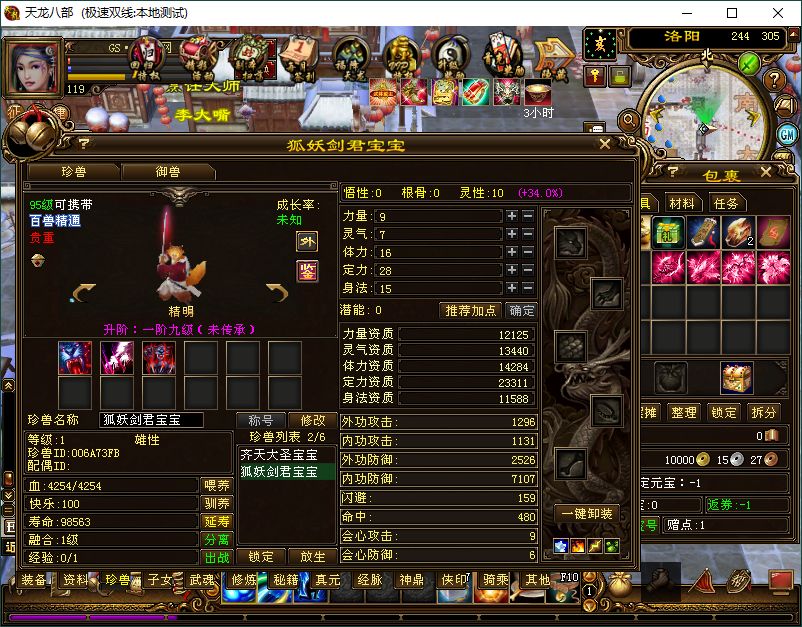 天龙八部 (极速双线:本地测试)
GS
119
李大嘴
洛阳 244 305
北
3小时
GM
狐妖剑君宝宝
包裹
珍兽 御兽
材料 任务
95级可携带
百兽精通
贵重
成长率:
未知
外
鉴
精明
升阶：一阶九级(未传承)
悟性:0 根骨:0 灵性:10 (+34.0%)
力量:9
灵气:7
体力:16
定力:28
身法:15
潜能:0 推荐加点 确定
力量资质 12125
灵气资质 13440
体力资质 14284
定力资质 23311
身法资质 11588
外功攻击: 1296
内功攻击: 1131
外功防御: 2526
内功防御: 7107
闪避: 159
命中: 480
会心攻击: 9
会心防御: 6
一键卸装
珍兽名称 狐妖剑君宝宝 称号 修改
等级:1 雄性
珍兽ID:006A73FB
配偶ID:
珍兽列表 2/6
齐天大圣宝宝
狐妖剑君宝宝
血:4254/4254 喂养
快乐:100 驯养
寿命:98563 延寿
融合:1级 分离
经验:0/1 出战
锁定 放生
2
整理 锁定 拆分
0
10000 15 27
定元宝:-1
返券:-1
赠点:1
装备 资料 珍兽 子女 武魂 修炼 秘籍 真元 经脉 神鼎 侠印 骑乘 其他 F10
1